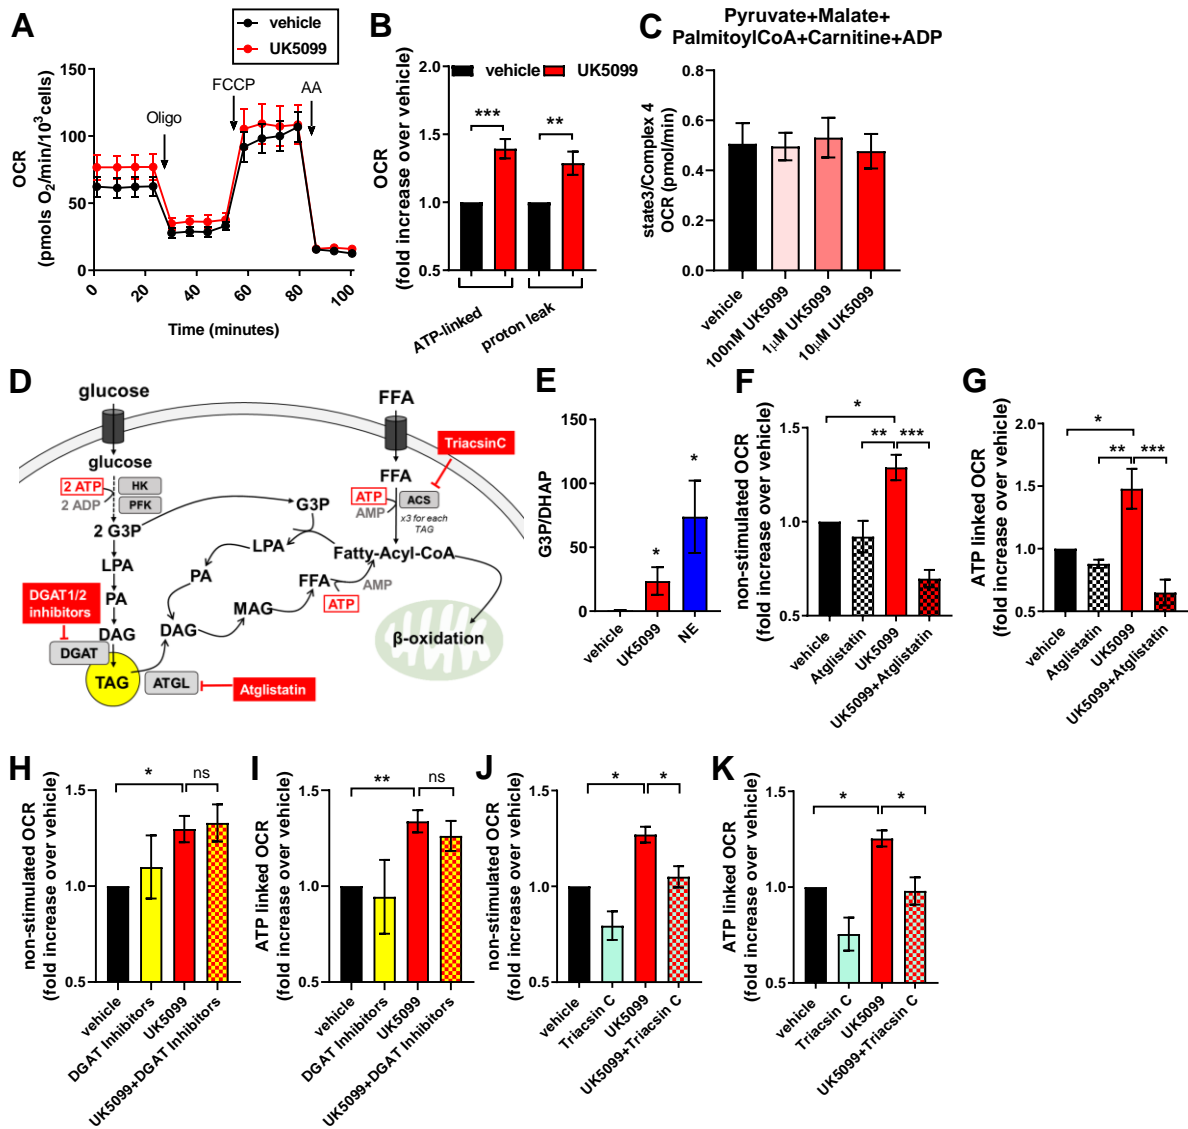 A
vehicle
UK5099
OCR
(pmols O2/min/10³cells)
150
100
50
0
Oligo
FCCP
AA
0
20
40
60
80
100
Time (minutes)
B
vehicle
UK5099
OCR
(fold increase over vehicle)
2.0
1.5
1.0
0.5
***
**
ATP-linked
proton leak
C
Pyruvate+Malate+
PalmitoylCoA+Carnitine+ADP
state3/Complex 4
OCR (pmol/min)
0.8
0.6
0.4
0.2
0.0
vehicle
100nM UK5099
1µM UK5099
10µM UK5099
D
glucose
FFA
TriacsinC
glucose
FFA
2 ATP
2 ADP
HK
PFK
ATP
AMP
ACS
x3 for each
TAG
2 G3P
G3P
LPA
LPA
Fatty-Acyl-CoA
PA
PA
FFA
AMP
ATP
DGAT1/2
inhibitors
MAG
DAG
DAG
DGAT
β-oxidation
TAG
ATGL
Atglistatin
E
G3P/DHAP
150
100
50
0
*
*
vehicle
UK5099
NE
F
non-stimulated OCR
(fold increase over vehicle)
1.5
1.0
0.5
*
**
***
vehicle
Atglistatin
UK5099
UK5099+Atglistatin
G
ATP linked OCR
(fold increase over vehicle)
2.0
1.5
1.0
0.5
*
**
***
vehicle
Atglistatin
UK5099
UK5099+Atglistatin
H
non-stimulated OCR
(fold increase over vehicle)
1.5
1.0
0.5
*
ns
vehicle
DGAT Inhibitors
UK5099
UK5099+DGAT Inhibitors
I
ATP linked OCR
(fold increase over vehicle)
1.5
1.0
0.5
**
ns
vehicle
DGAT Inhibitors
UK5099
UK5099+DGAT Inhibitors
J
non-stimulated OCR
(fold increase over vehicle)
1.5
1.0
0.5
*
*
vehicle
Triacsin C
UK5099
UK5099+Triacsin C
K
ATP linked OCR
(fold increase over vehicle)
1.5
1.0
0.5
*
*
vehicle
Triacsin C
UK5099
UK5099+Triacsin C